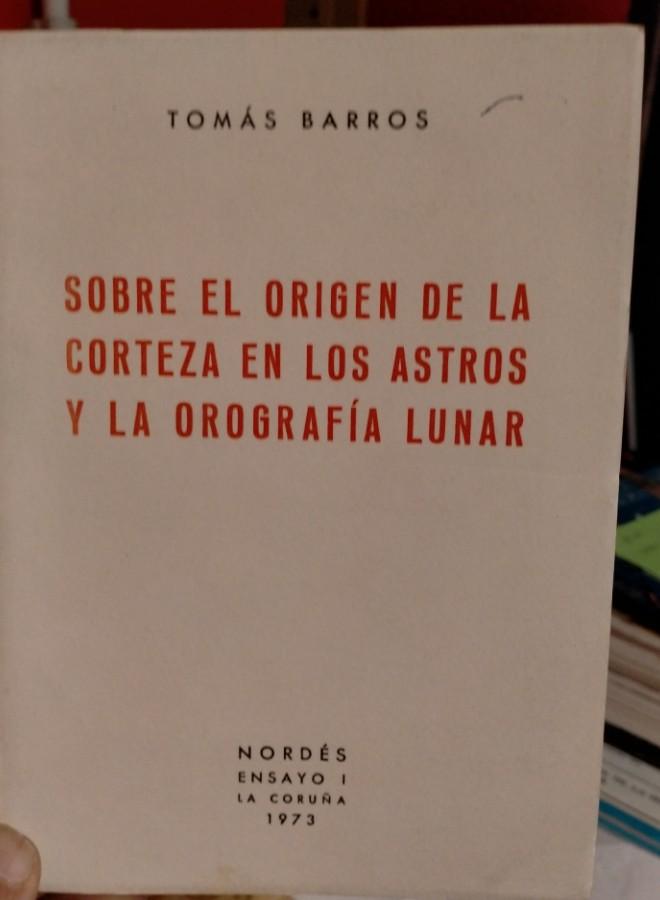 TOMÁS BARROS
SOBRE EL ORIGEN DE LA
CORTEZA EN LOS ASTROS
Y LA OROGRAFÍA LUNAR
NORDÉS
ENSAYO I
LA CORUÑA
1973